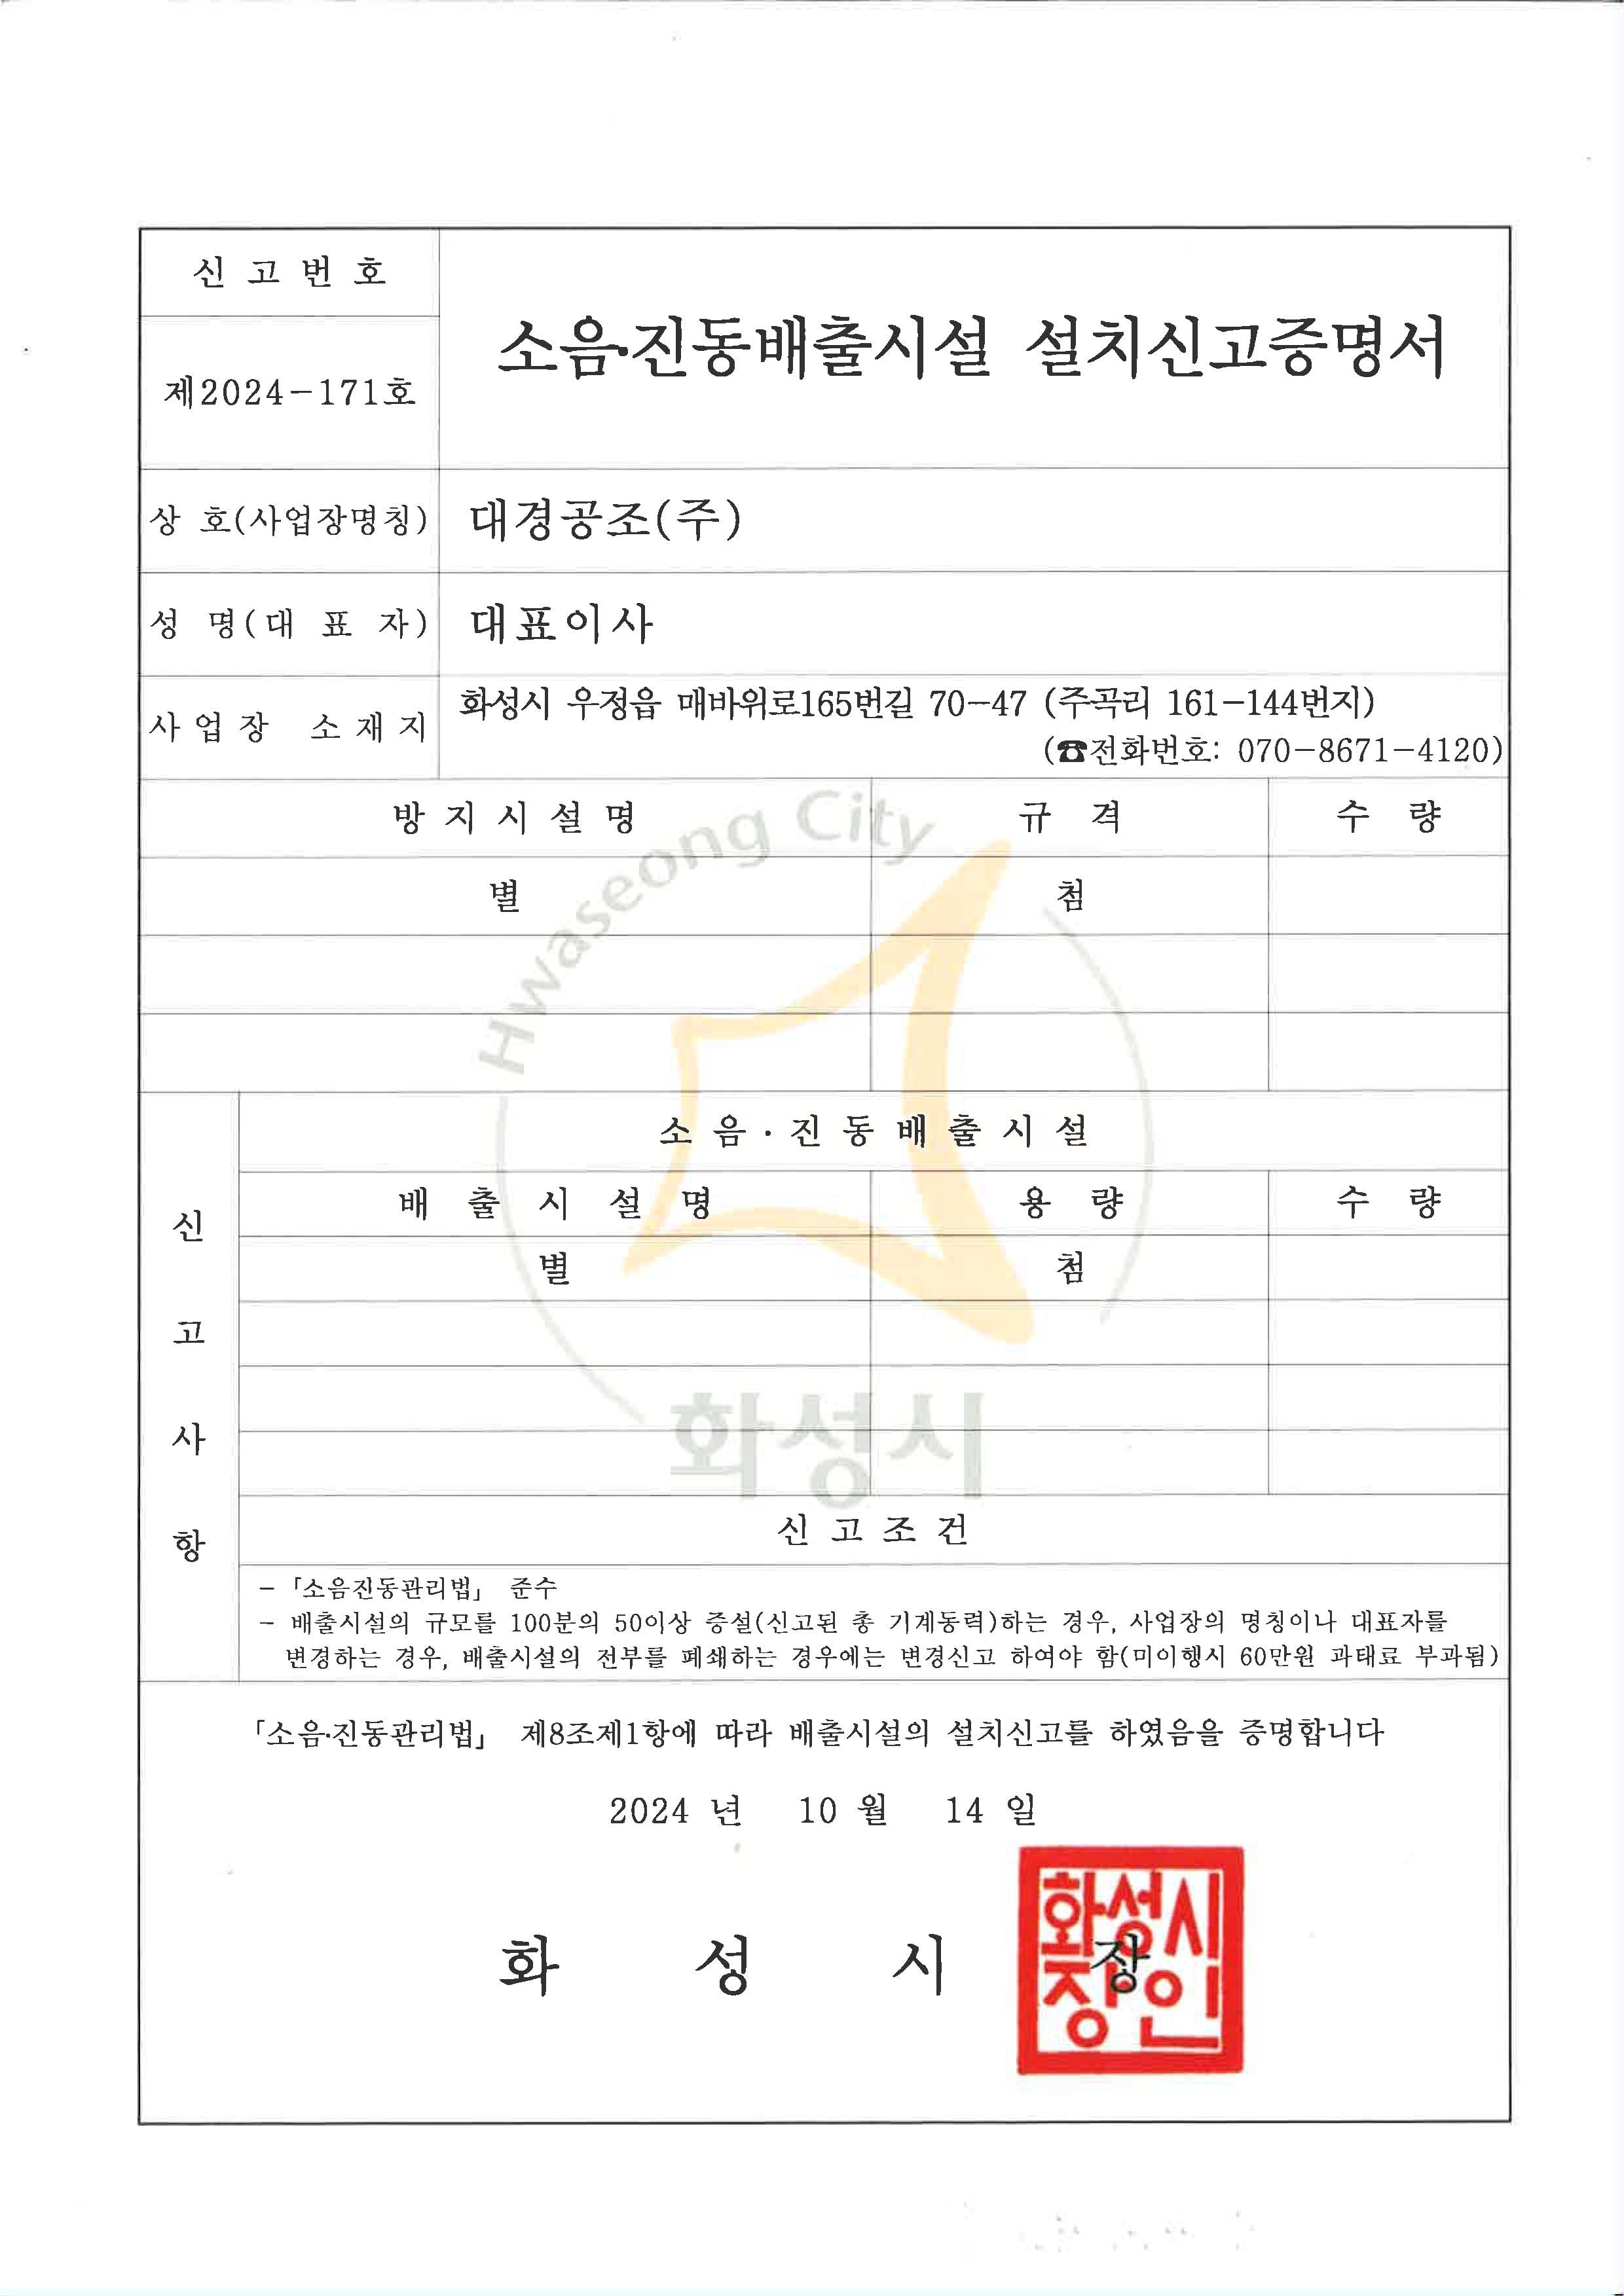 신 고 번 호
제2024-171호
소음·진동배출시설 설치신고증명서
상 호(사업장명칭) 대경공조(주)
성 명(대 표 자) 대표이사
사업장 소재지 화성시 우정읍 매바위로165번길 70-47 (주곡리 161-144번지)
(☎전화번호: 070-8671-4120)
방 지 시 설 명 규 격 수 량
별 첨
Hwaseong City
신 고 사 항
소 음 · 진 동 배 출 시 설
배 출 시 설 명 용 량 수 량
별 첨
화성시
신 고 조 건
- 「소음진동관리법」 준수
- 배출시설의 규모를 100분의 50이상 증설(신고된 총 기계동력)하는 경우, 사업장의 명칭이나 대표자를
변경하는 경우, 배출시설의 전부를 폐쇄하는 경우에는 변경신고 하여야 함(미이행시 60만원 과태료 부과됨)
「소음·진동관리법」 제8조제1항에 따라 배출시설의 설치신고를 하였음을 증명합니다
2024 년 10 월 14 일
화 성 시 장
화성시
장인